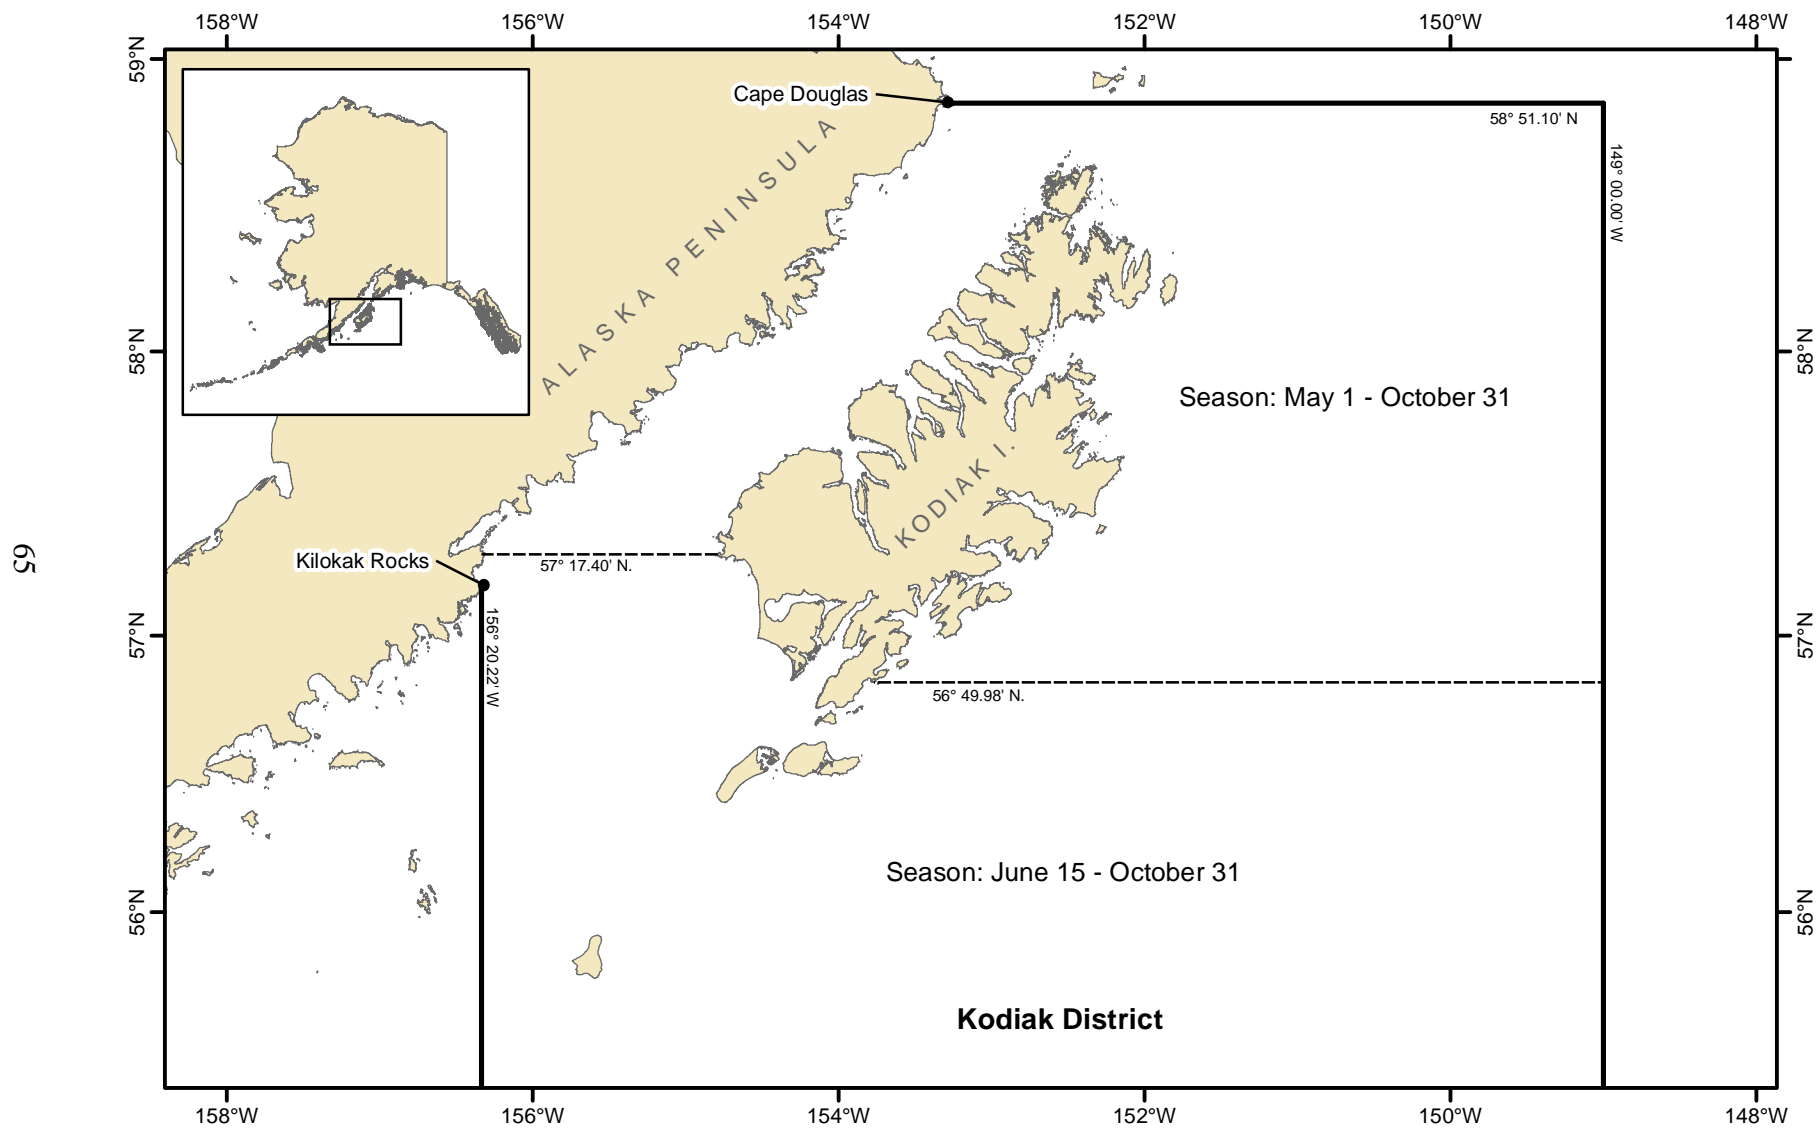 158°W 156°W 154°W 152°W 150°W 148°W
59°N
Cape Douglas
58° 51.10' N
149° 00.00' W
ALASKA PENINSULA
58°N 58°N
Season: May 1 - October 31
KODIAK I.
65
Kilokak Rocks
57° 17.40' N.
156° 20.22' W
57°N 57°N
56° 49.98' N.
Season: June 15 - October 31
56°N 56°N
Kodiak District
158°W 156°W 154°W 152°W 150°W 148°W